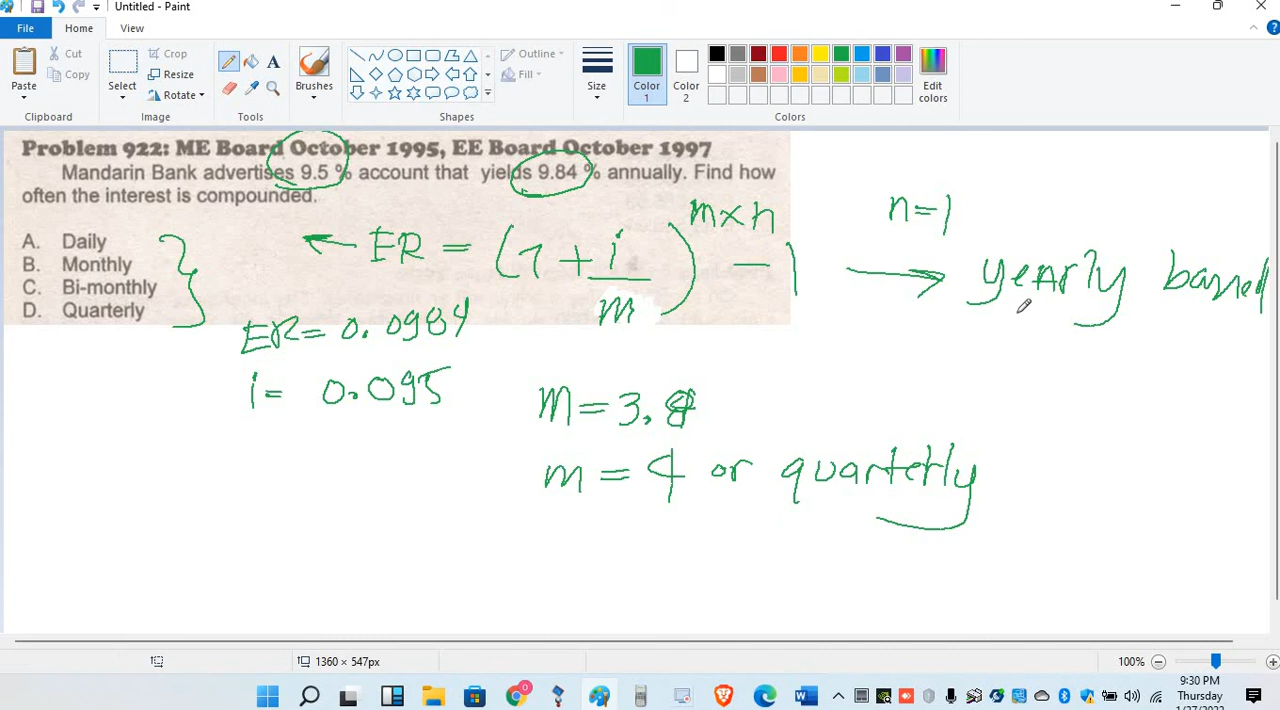 Untitled - Paint
File Home View
Paste
Cut
Copy
Clipboard
Select
Crop
Resize
Rotate
Image
A
Tools
Brushes
Outline
Fill
Shapes
Size
Color 1
Color 2
Edit colors
Colors
Problem 922: ME Board October 1995, EE Board October 1997
Mandarin Bank advertises 9.5 % account that yields 9.84 % annually. Find how
often the interest is compounded.
A. Daily
B. Monthly
C. Bi-monthly
D. Quarterly
ER = (1 + i/m)^m×n - 1
n=1
yearly based
ER= 0.0984
i= 0.095
m=3.8
m = 4 or quarterly
1360 × 547px
100%
9:30 PM
Thursday
1/27/2022